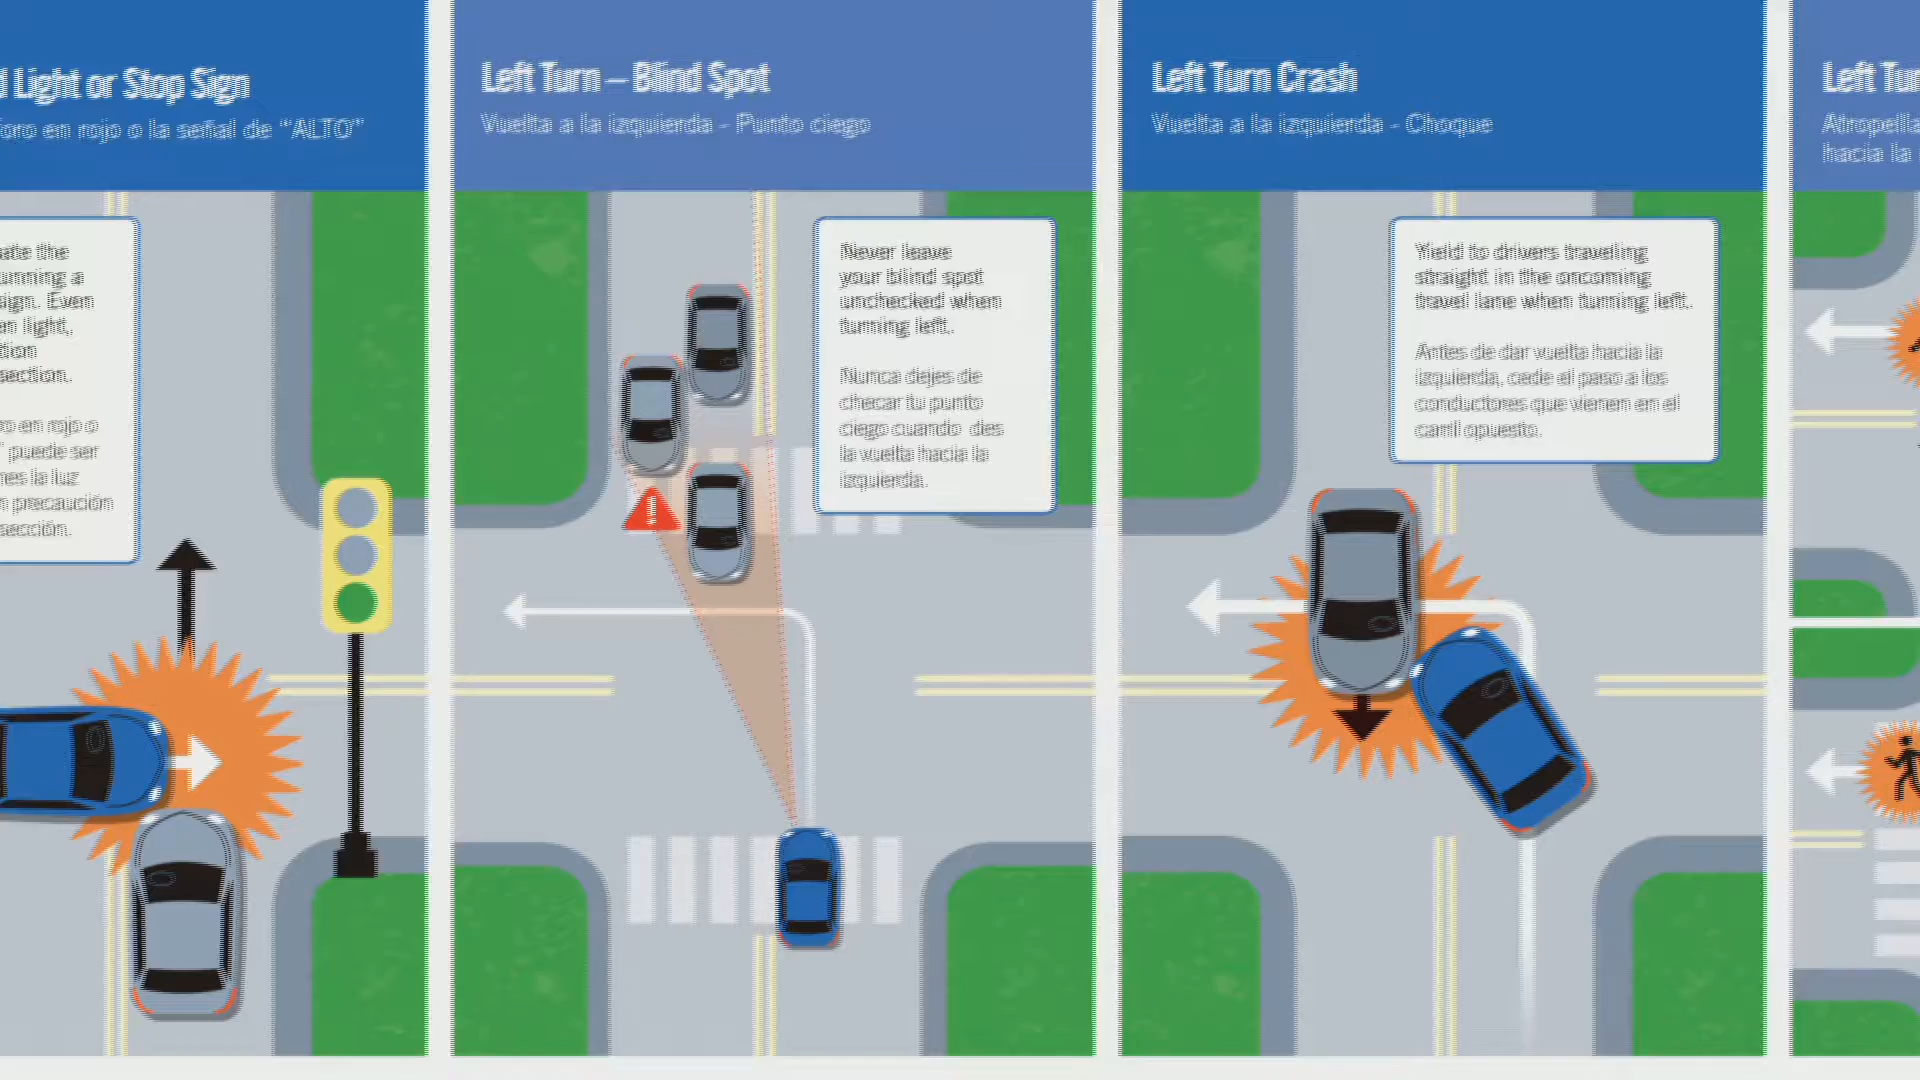 d Light or Stop Sign
foro en rojo o la señal de “ALTO”
ate the
unning a
sign. Even
en light,
tion
section.
ro en rojo o
puede ser
nes la luz
n precaución
sección.
Left Turn – Blind Spot
Vuelta a la izquierda - Punto ciego
Never leave
your blind spot
unchecked when
turning left.
Nunca dejes de
checar tu punto
ciego cuando des
la vuelta hacia la
izquierda.
Left Turn Crash
Vuelta a la izquierda - Choque
Yield to drivers traveling
straight in the oncoming
travel lane when turning left.
Antes de dar vuelta hacia la
izquierda, cede el paso a los
conductores que vienen en el
carril opuesto.
Left Tur
Atropella
hacia la